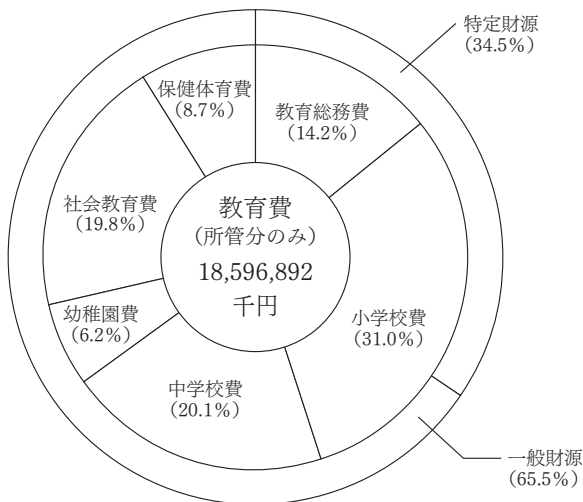 特定財源
(34.5%)
保健体育費
(8.7%)
教育総務費
(14.2%)
社会教育費
(19.8%)
教育費
(所管分のみ)
18,596,892
千円
幼稚園費
(6.2%)
小学校費
(31.0%)
中学校費
(20.1%)
一般財源
(65.5%)